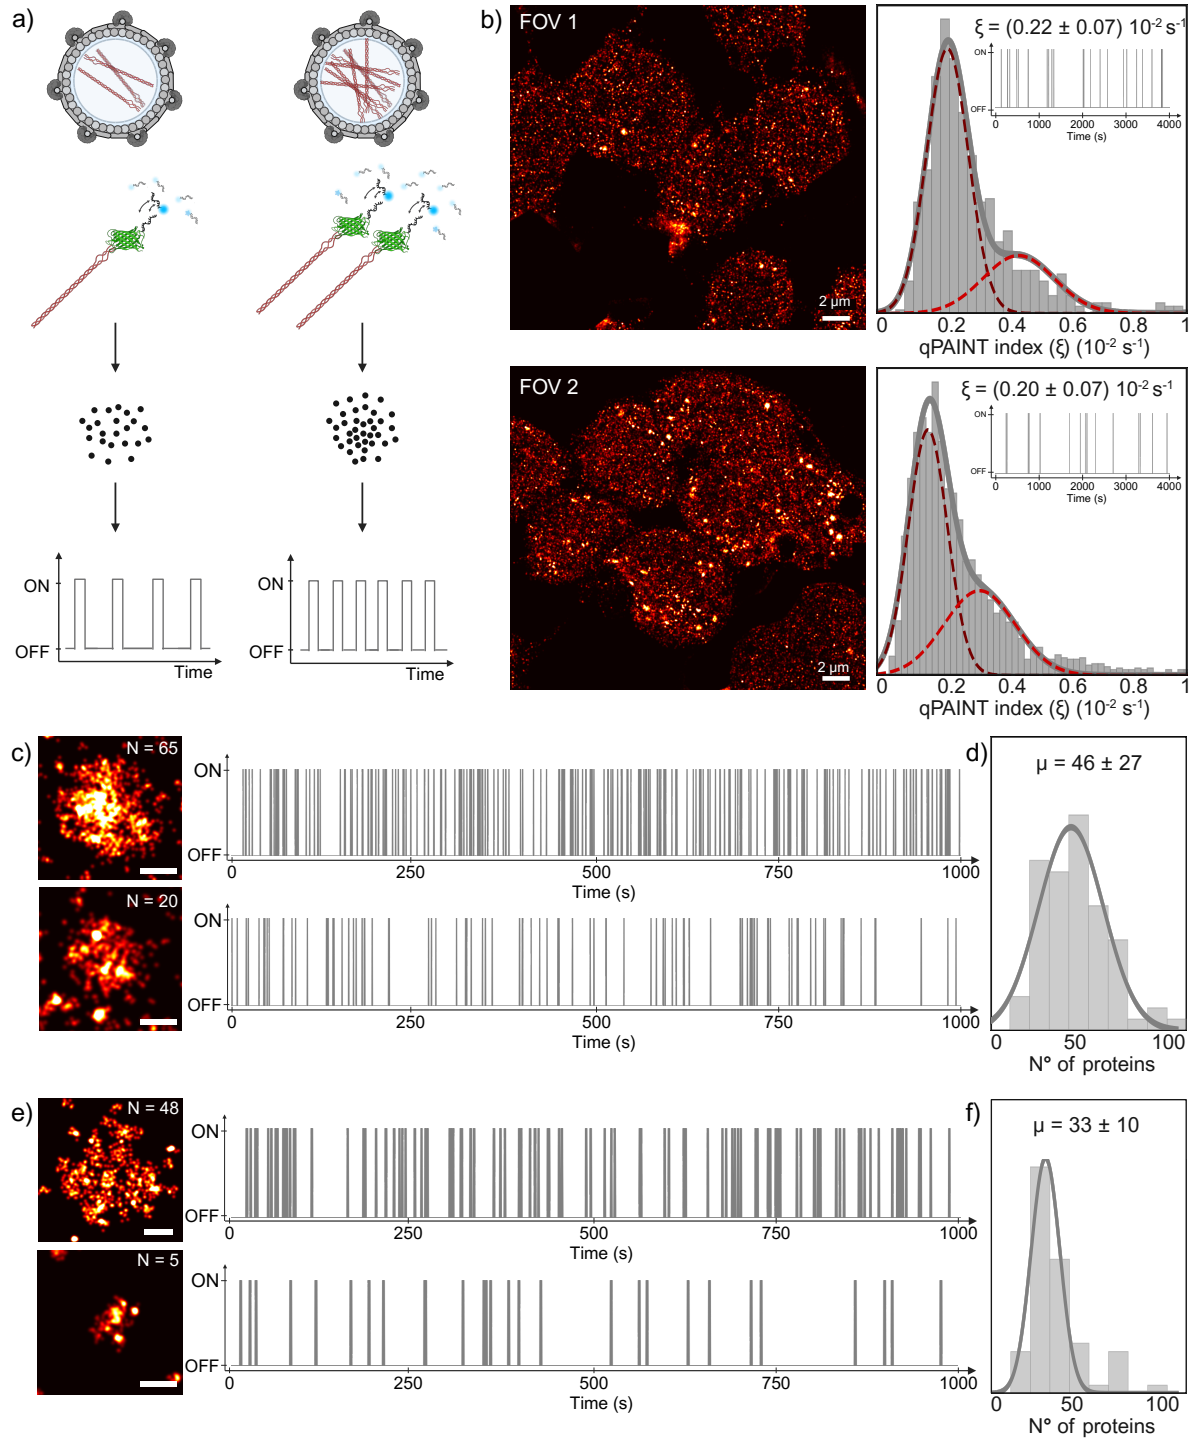 a)
ON
OFF
Time
ON
OFF
Time
b)
FOV 1
2 µm
ξ = (0.22 ± 0.07) 10⁻² s⁻¹
ON
OFF
0 1000 2000 3000 4000
Time (s)
0 0.2 0.4 0.6 0.8 1
qPAINT index (ξ) (10⁻² s⁻¹)
FOV 2
2 µm
ξ = (0.20 ± 0.07) 10⁻² s⁻¹
ON
OFF
0 1000 2000 3000 4000
Time (s)
0 0.2 0.4 0.6 0.8 1
qPAINT index (ξ) (10⁻² s⁻¹)
c)
N = 65
ON
OFF
0 250 500 750 1000
Time (s)
N = 20
ON
OFF
0 250 500 750 1000
Time (s)
d)
µ = 46 ± 27
0 50 100
N° of proteins
e)
N = 48
ON
OFF
0 250 500 750 1000
Time (s)
N = 5
ON
OFF
0 250 500 750 1000
Time (s)
f)
µ = 33 ± 10
0 50 100
N° of proteins